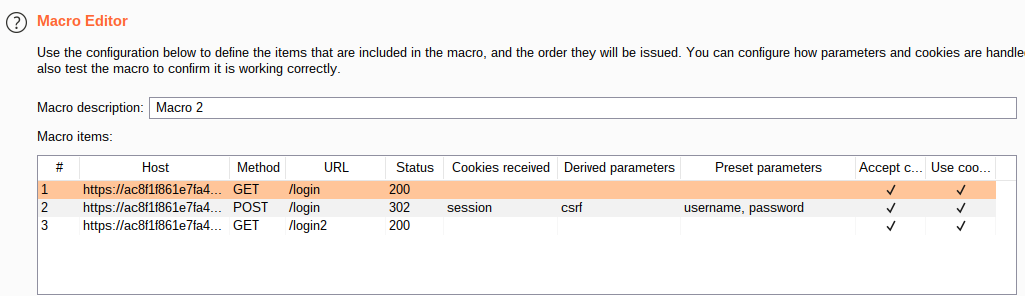 ? Macro Editor
Use the configuration below to define the items that are included in the macro, and the order they will be issued. You can configure how parameters and cookies are handled
also test the macro to confirm it is working correctly.
Macro description: Macro 2
Macro items:
# Host Method URL Status Cookies received Derived parameters Preset parameters Accept c... Use coo...
1 https://ac8f1f861e7fa4... GET /login 200 ✓ ✓
2 https://ac8f1f861e7fa4... POST /login 302 session csrf username, password ✓ ✓
3 https://ac8f1f861e7fa4... GET /login2 200 ✓ ✓